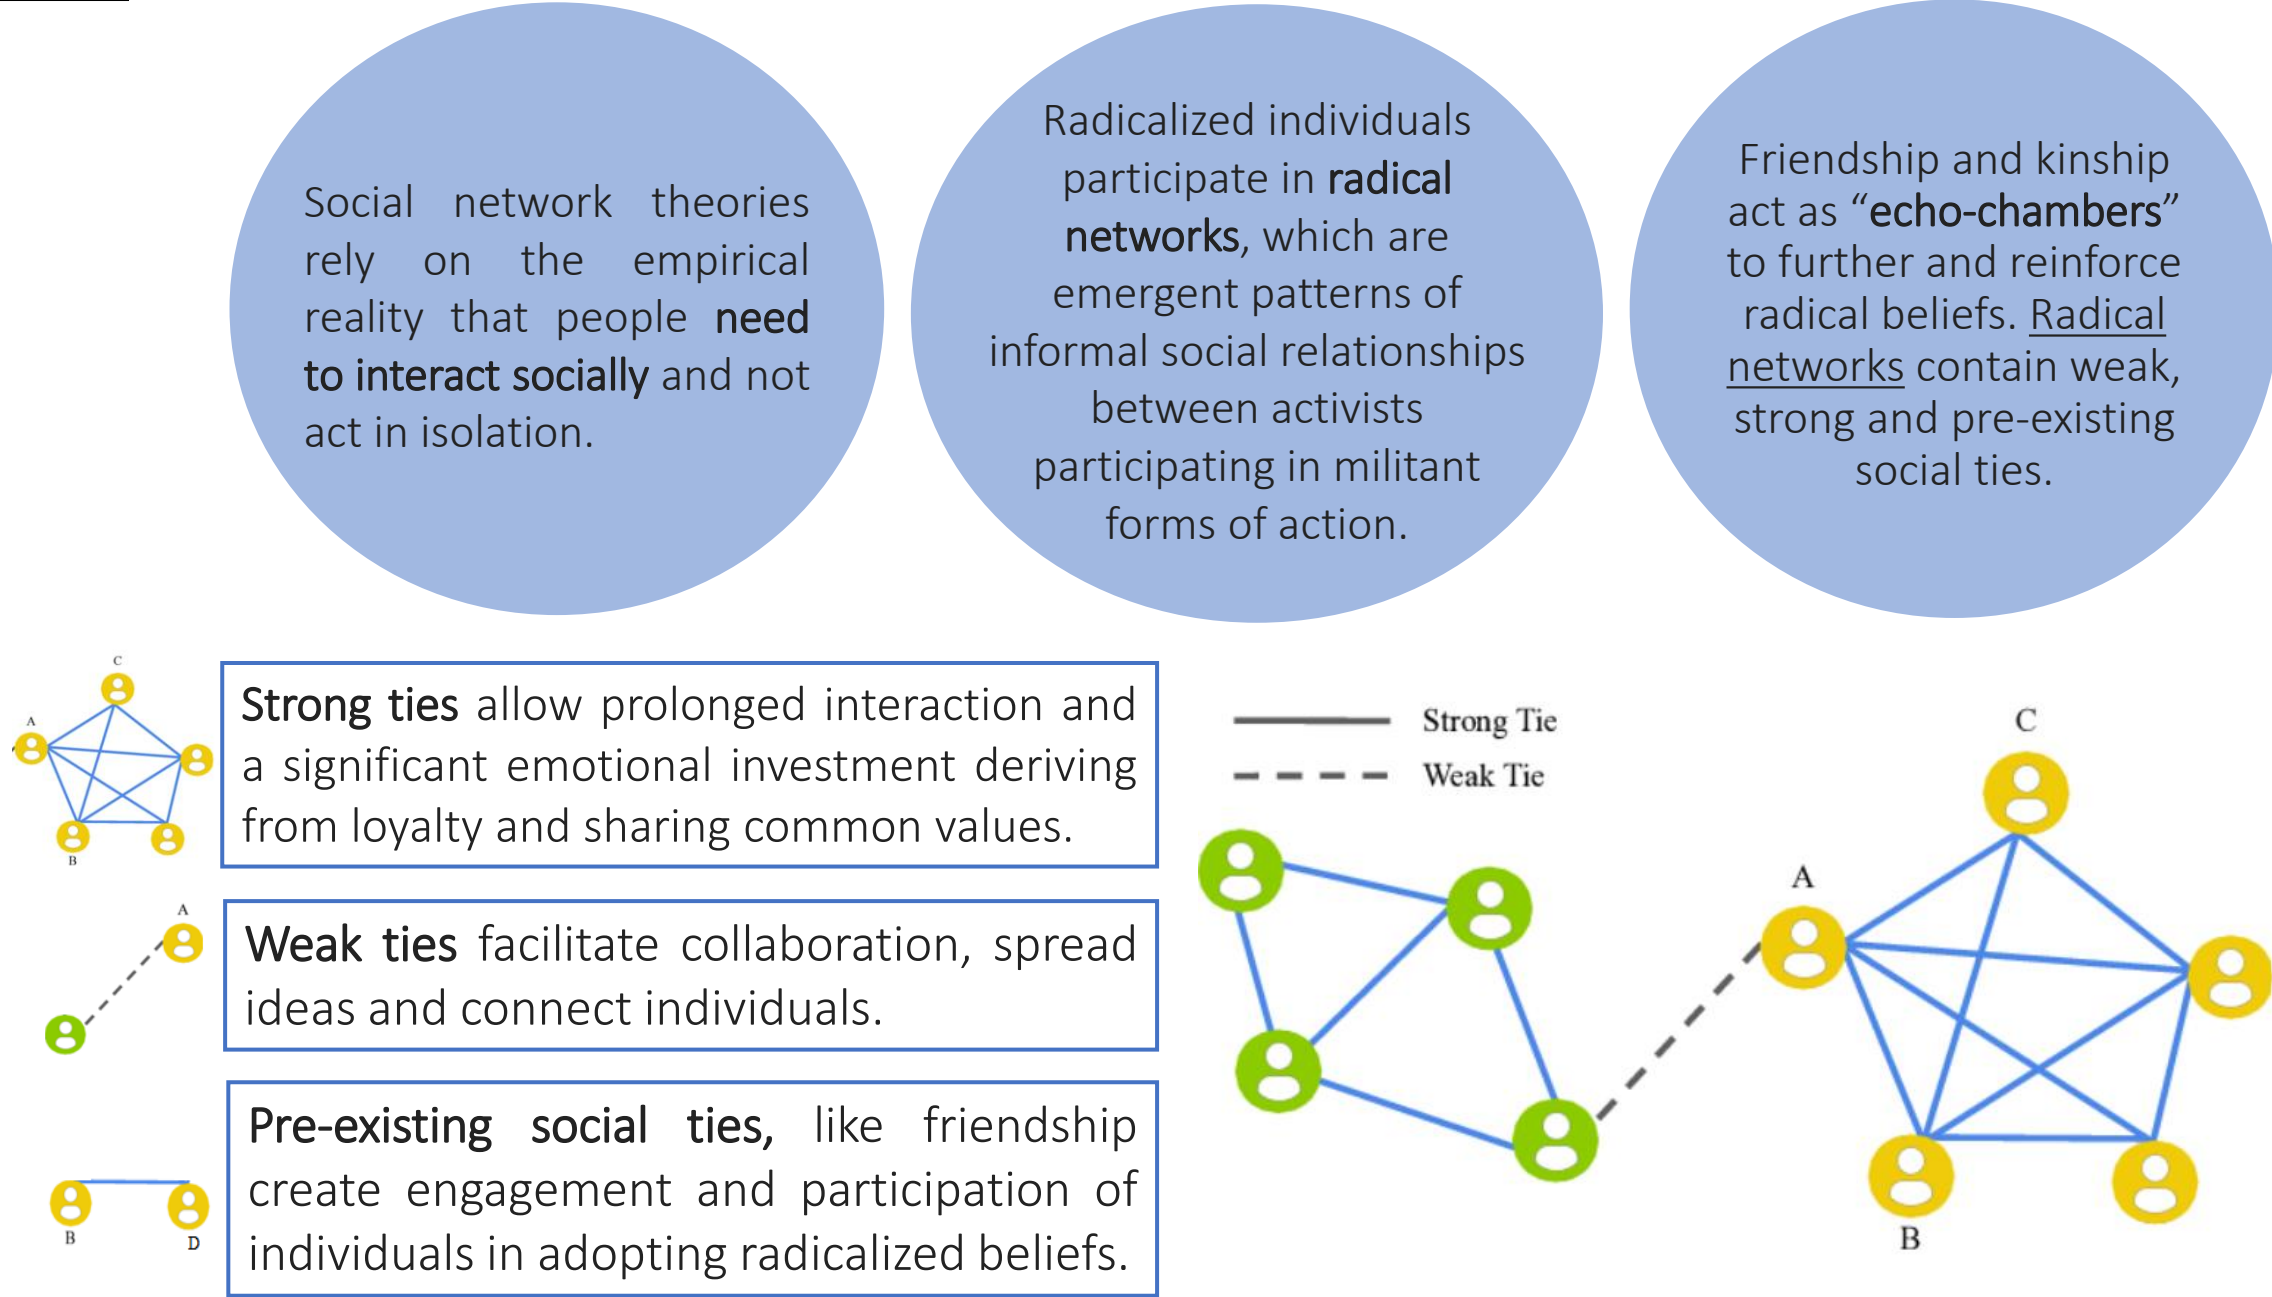 Social network theories
rely on the empirical
reality that people need
to interact socially and not
act in isolation.
Radicalized individuals
participate in radical
networks, which are
emergent patterns of
informal social relationships
between activists
participating in militant
forms of action.
Friendship and kinship
act as “echo-chambers”
to further and reinforce
radical beliefs. Radical
networks contain weak,
strong and pre-existing
social ties.
C
A
B
Strong ties allow prolonged interaction and
a significant emotional investment deriving
from loyalty and sharing common values.
A
Weak ties facilitate collaboration, spread
ideas and connect individuals.
B
D
Pre-existing social ties, like friendship
create engagement and participation of
individuals in adopting radicalized beliefs.
Strong Tie
Weak Tie
C
A
B